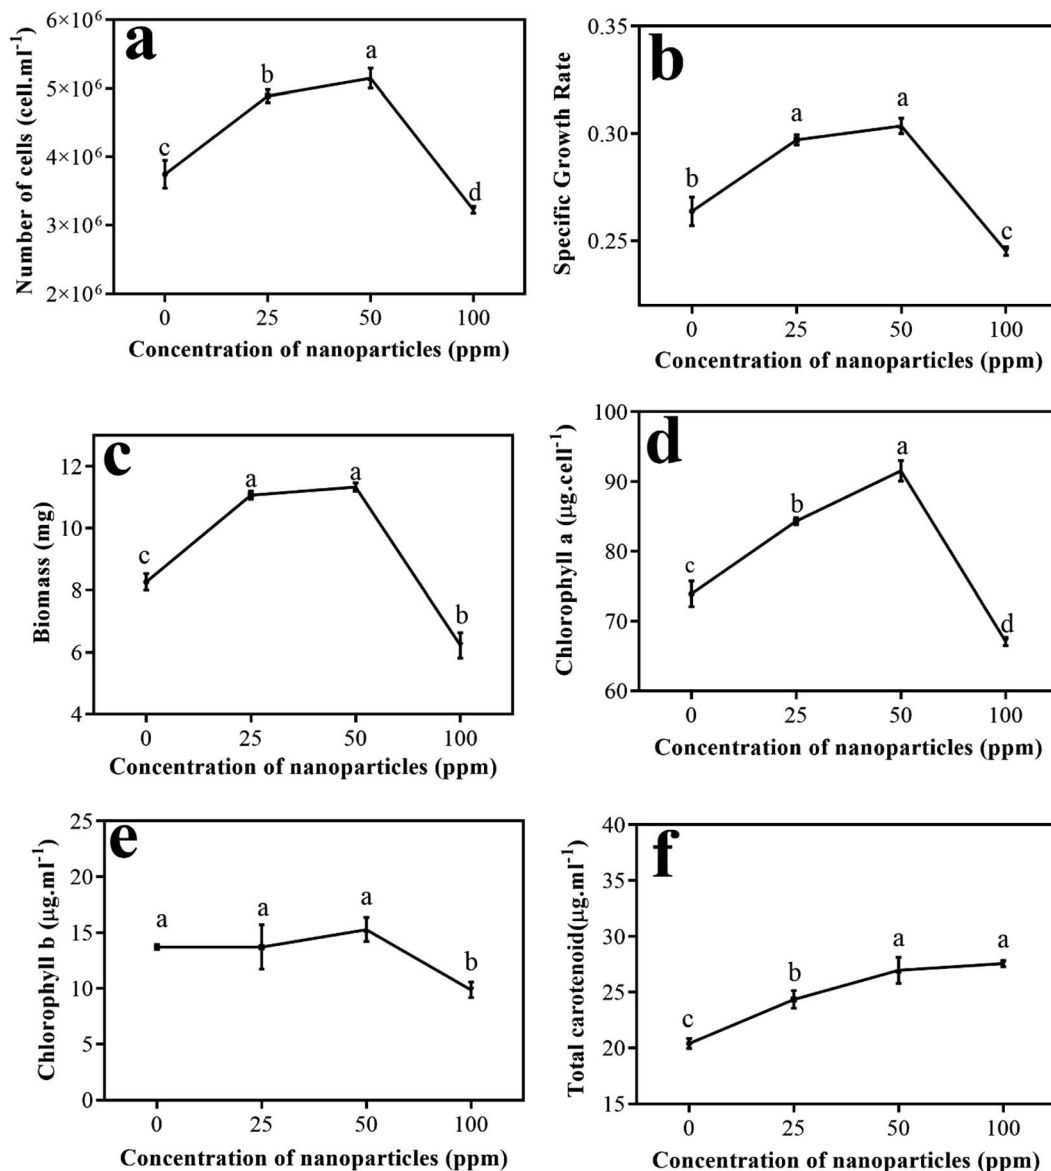 a
Number of cells (cell.ml⁻¹)
6×10⁶
5×10⁶
4×10⁶
3×10⁶
2×10⁶
c
b
a
d
0 25 50 100
Concentration of nanoparticles (ppm)
b
Specific Growth Rate
0.35
0.30
0.25
b
a
a
c
0 25 50 100
Concentration of nanoparticles (ppm)
c
Biomass (mg)
12
10
8
6
4
c
a
a
b
0 25 50 100
Concentration of nanoparticles (ppm)
d
Chlorophyll a (µg.cell⁻¹)
100
90
80
70
60
c
b
a
d
0 25 50 100
Concentration of nanoparticles (ppm)
e
Chlorophyll b (µg.ml⁻¹)
25
20
15
10
5
0
a
a
a
b
0 25 50 100
Concentration of nanoparticles (ppm)
f
Total carotenoid(µg.ml⁻¹)
40
35
30
25
20
15
c
b
a
a
0 25 50 100
Concentration of nanoparticles (ppm)